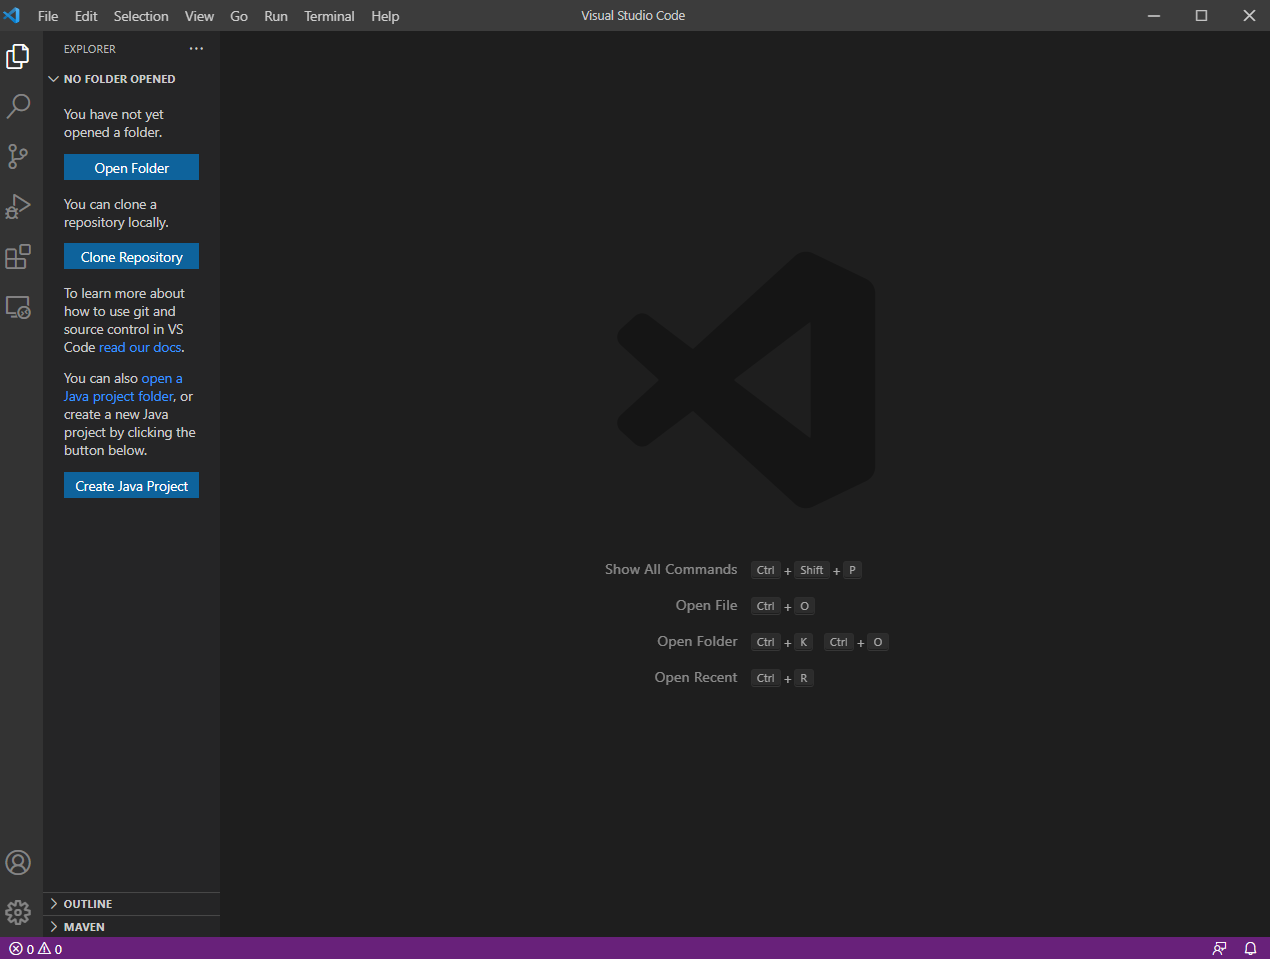 File Edit Selection View Go Run Terminal Help Visual Studio Code
EXPLORER
NO FOLDER OPENED
You have not yet
opened a folder.
Open Folder
You can clone a
repository locally.
Clone Repository
To learn more about
how to use git and
source control in VS
Code read our docs.
You can also open a
Java project folder, or
create a new Java
project by clicking the
button below.
Create Java Project
Show All Commands Ctrl + Shift + P
Open File Ctrl + O
Open Folder Ctrl + K Ctrl + O
Open Recent Ctrl + R
OUTLINE
MAVEN
0 0